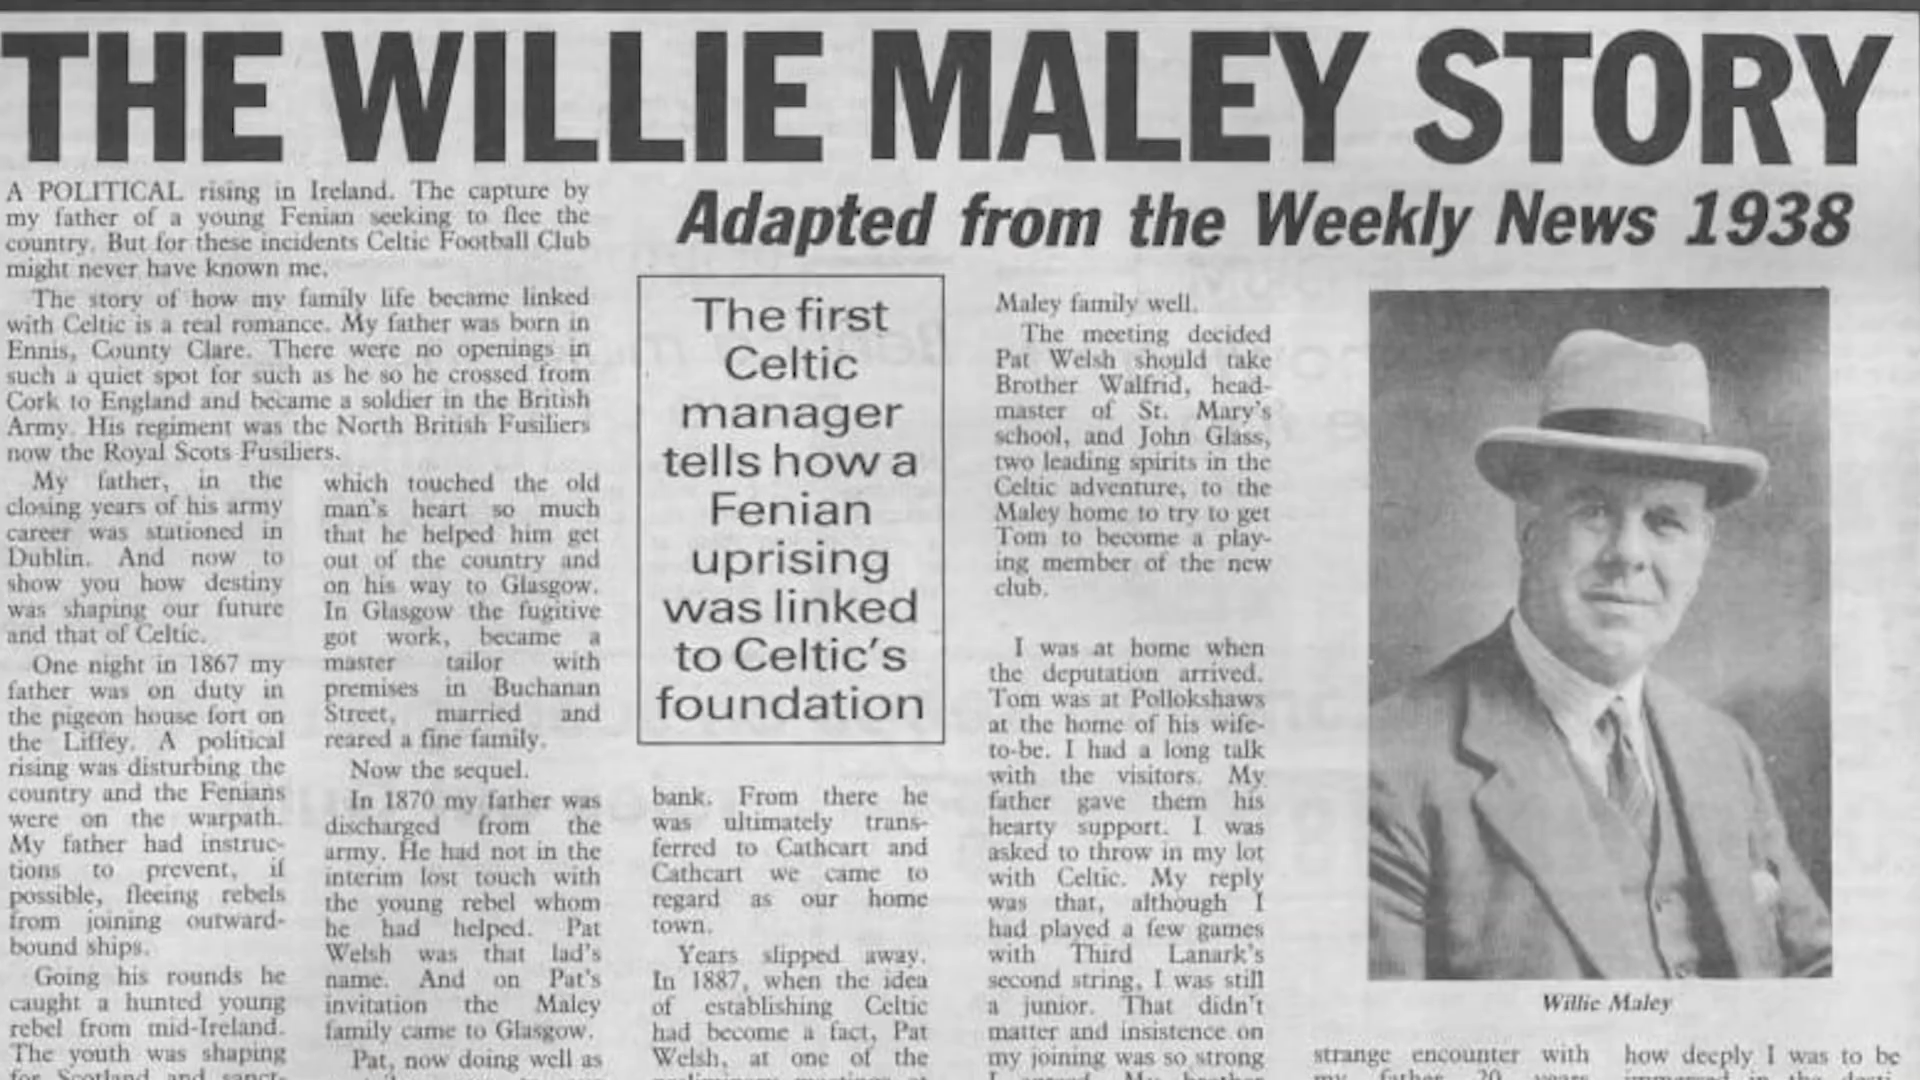 THE WILLIE MALEY STORY
Adapted from the Weekly News 1938
A POLITICAL rising in Ireland. The capture by
my father of a young Fenian seeking to flee the
country. But for these incidents Celtic Football Club
might never have known me.
The story of how my family life became linked
with Celtic is a real romance. My father was born in
Ennis, County Clare. There were no openings in
such a quiet spot for such as he so he crossed from
Cork to England and became a soldier in the British
Army. His regiment was the North British Fusiliers
now the Royal Scots Fusiliers.
My father, in the
closing years of his army
career was stationed in
Dublin. And now to
show you how destiny
was shaping our future
and that of Celtic.
One night in 1867 my
father was on duty in
the pigeon house fort on
the Liffey. A political
rising was disturbing the
country and the Fenians
were on the warpath.
My father had instruc-
tions to prevent, if
possible, fleeing rebels
from joining outward-
bound ships.
Going his rounds he
caught a hunted young
rebel from mid-Ireland.
The youth was shaping
for Scotland and
which touched the old
man's heart so much
that he helped him get
out of the country and
on his way to Glasgow.
In Glasgow the fugitive
got work, became a
master tailor with
premises in Buchanan
Street, married and
reared a fine family.
Now the sequel.
In 1870 my father was
discharged from the
army. He had not in the
interim lost touch with
the young rebel whom
he had helped. Pat
Welsh was that lad's
name. And on Pat's
invitation the Maley
family came to Glasgow.
Pat, now doing well as
The first
Celtic
manager
tells how a
Fenian
uprising
was linked
to Celtic's
foundation
bank. From there he
was ultimately trans-
ferred to Cathcart and
Cathcart we came to
regard as our home
town.
Years slipped away.
In 1887, when the idea
of establishing Celtic
had become a fact, Pat
Welsh, at one of the
Maley family well.
The meeting decided
Pat Welsh should take
Brother Walfrid, head-
master of St. Mary's
school, and John Glass,
two leading spirits in the
Celtic adventure, to the
Maley home to try to get
Tom to become a play-
ing member of the new
club.
I was at home when
the deputation arrived.
Tom was at Pollokshaws
at the home of his wife-
to-be. I had a long talk
with the visitors. My
father gave them his
hearty support. I was
asked to throw in my lot
with Celtic. My reply
was that, although I
had played a few games
with Third Lanark's
second string, I was still
a junior. That didn't
matter and insistence on
my joining was so strong
Willie Maley
strange encounter with
my father 20 years
how deeply I was to be